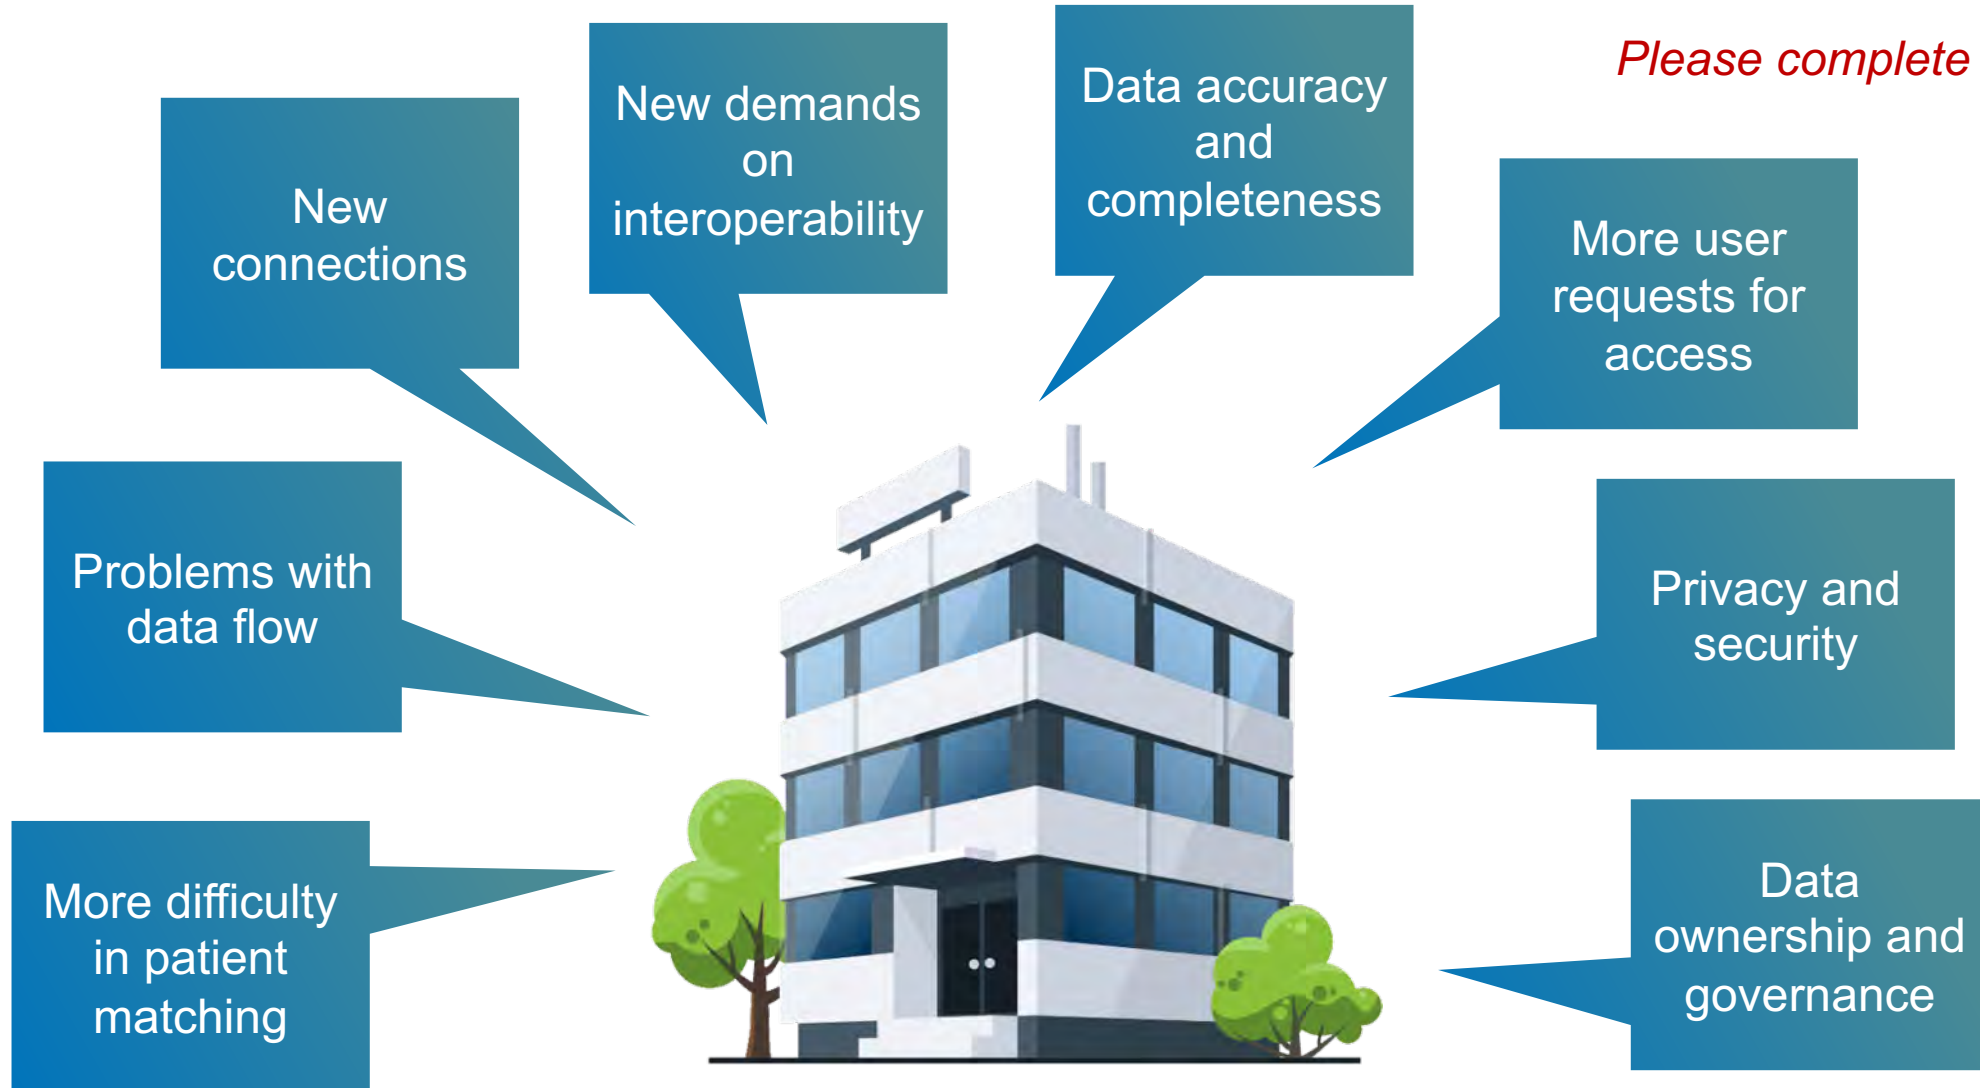 Please complete
New
connections
New demands
on
interoperability
Data accuracy
and
completeness
More user
requests for
access
Problems with
data flow
Privacy and
security
More difficulty
in patient
matching
Data
ownership and
governance